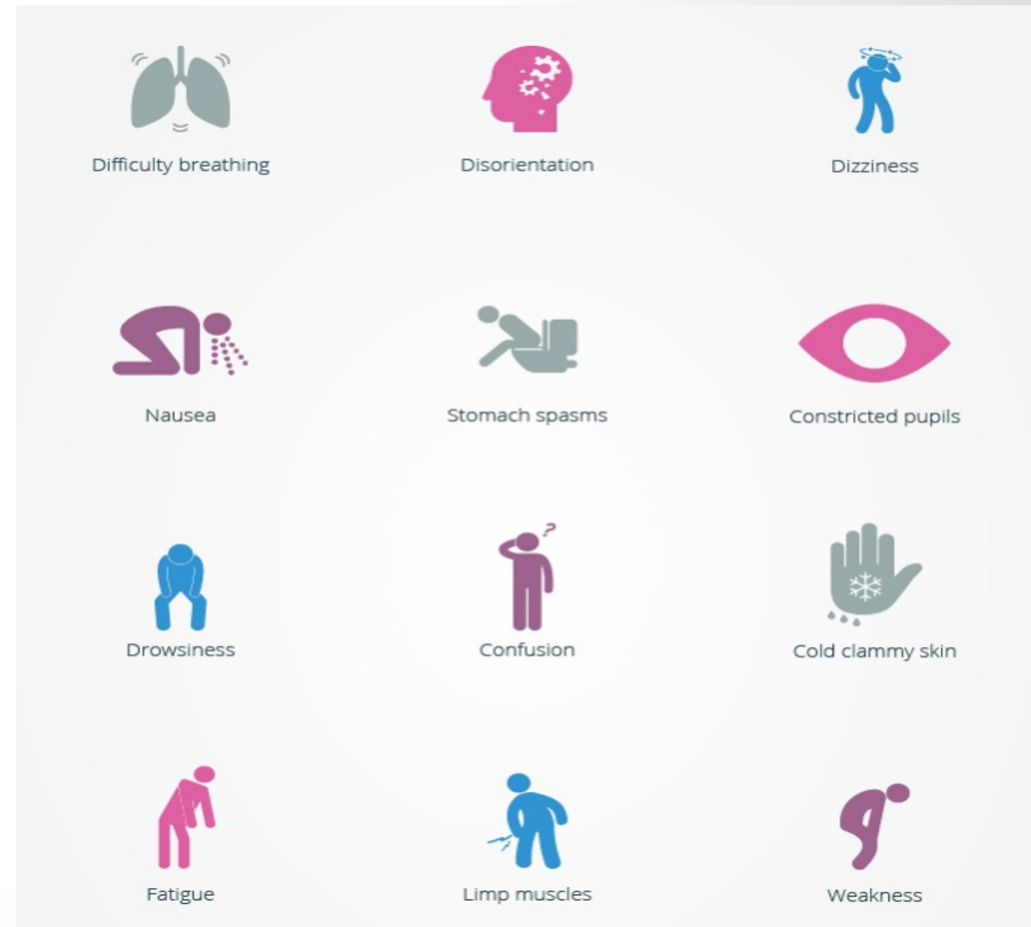 Difficulty breathing
Disorientation
Dizziness
Nausea
Stomach spasms
Constricted pupils
Drowsiness
Confusion
?
Cold clammy skin
Fatigue
Limp muscles
Weakness